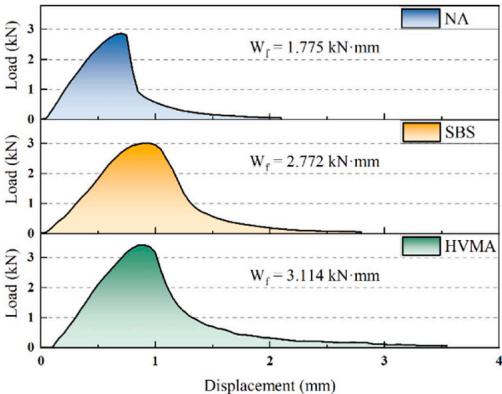 NA
3
2
1
0
Load (kN)
W_f = 1.775 kN·mm
SBS
3
2
1
0
Load (kN)
W_f = 2.772 kN·mm
HVMA
3
2
1
0
Load (kN)
W_f = 3.114 kN·mm
0 1 2 3 4
Displacement (mm)